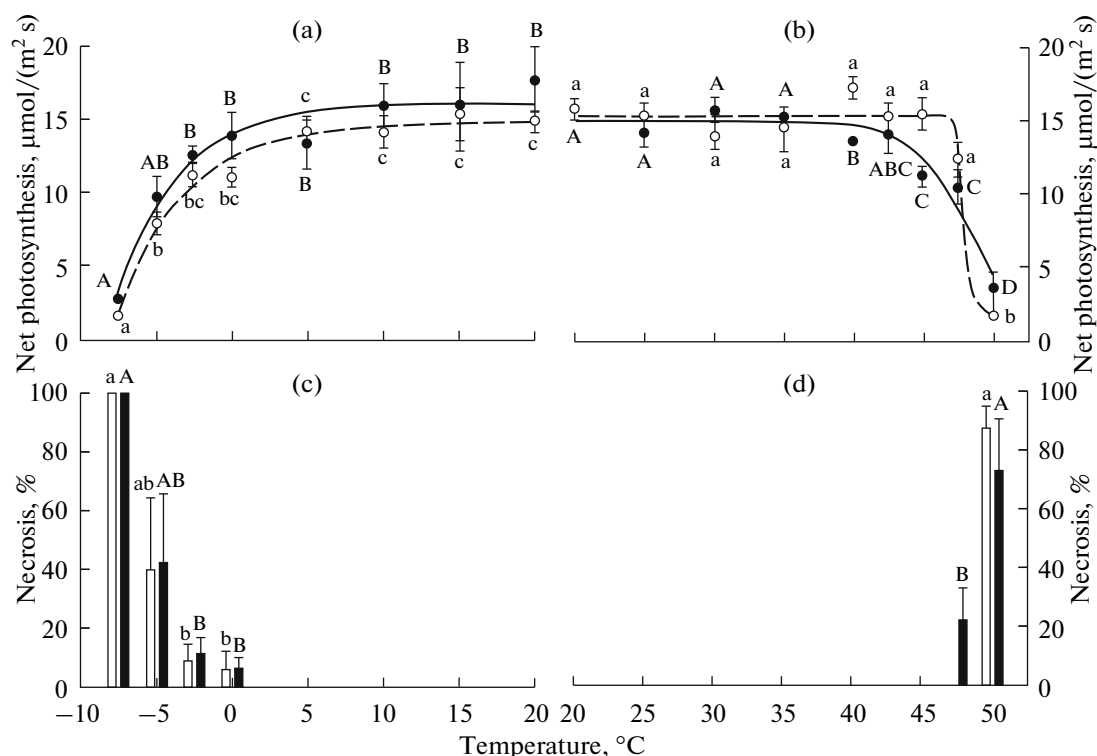 (a)
(b)
Net photosynthesis, μmol/(m² s)
20
15
10
5
0
A
a
AB
b
B
bc
B
bc
c
B
B
c
B
c
B
c
a
A
a
A
A
a
A
a
a
B
a
ABC
a
C
a
C
D
b
20
15
10
5
0
Net photosynthesis, μmol/(m² s)
(c)
(d)
Necrosis, %
100
80
60
40
20
0
a A
ab AB
b B
b B
B
a A
100
80
60
40
20
0
Necrosis, %
−10 −5 0 5 10 15 20 20 25 30 35 40 45 50
Temperature, °C